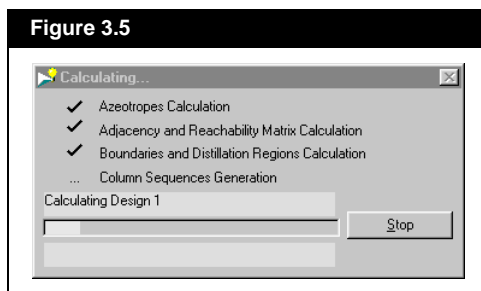 Figure 3.5
Calculating...
Azeotropes Calculation
Adjacency and Reachability Matrix Calculation
Boundaries and Distillation Regions Calculation
... Column Sequences Generation
Calculating Design 1
Stop